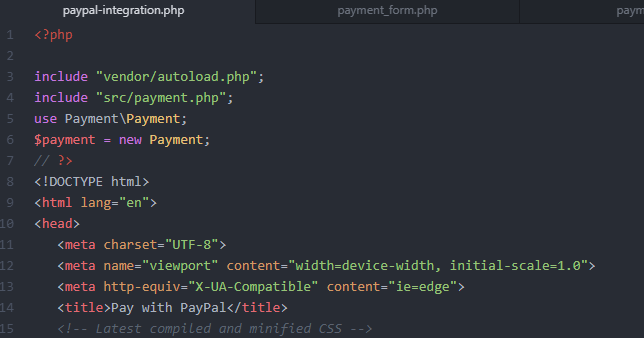 paypal-integration.php payment_form.php paym
1 <?php
2
3 include "vendor/autoload.php";
4 include "src/payment.php";
5 use Payment\Payment;
6 $payment = new Payment;
7 // ?>
8 <!DOCTYPE html>
9 <html lang="en">
10 <head>
11 <meta charset="UTF-8">
12 <meta name="viewport" content="width=device-width, initial-scale=1.0">
13 <meta http-equiv="X-UA-Compatible" content="ie=edge">
14 <title>Pay with PayPal</title>
15 <!-- Latest compiled and minified CSS -->